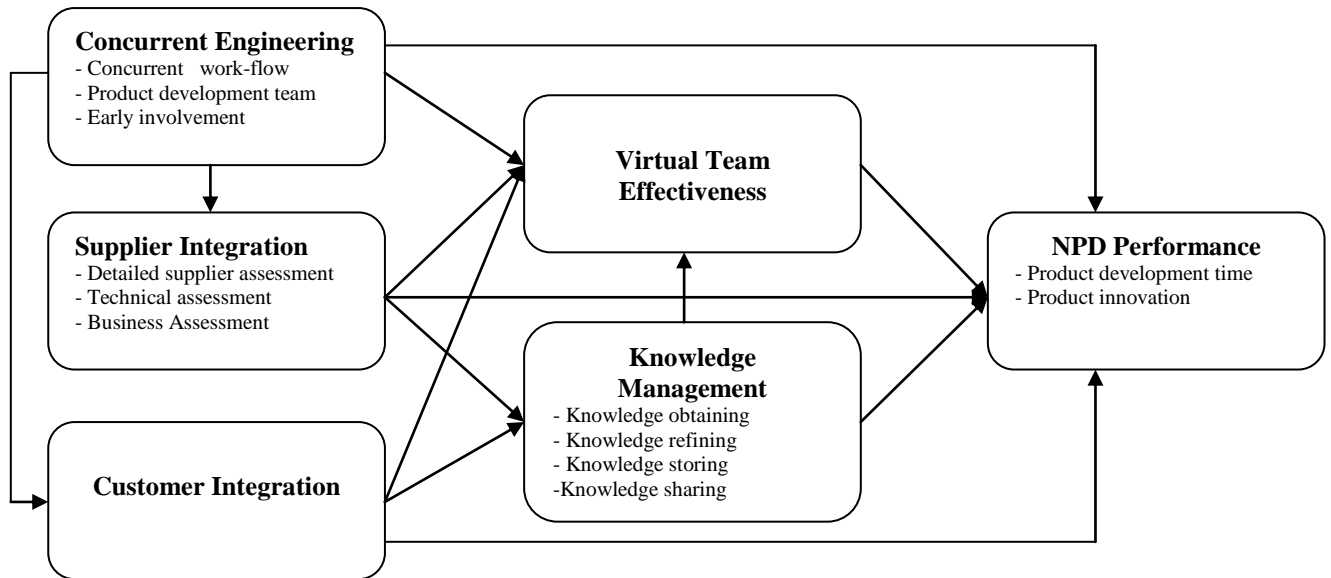 Concurrent Engineering
- Concurrent work-flow
- Product development team
- Early involvement
Supplier Integration
- Detailed supplier assessment
- Technical assessment
- Business Assessment
Customer Integration
Virtual Team
Effectiveness
Knowledge
Management
- Knowledge obtaining
- Knowledge refining
- Knowledge storing
-Knowledge sharing
NPD Performance
- Product development time
- Product innovation